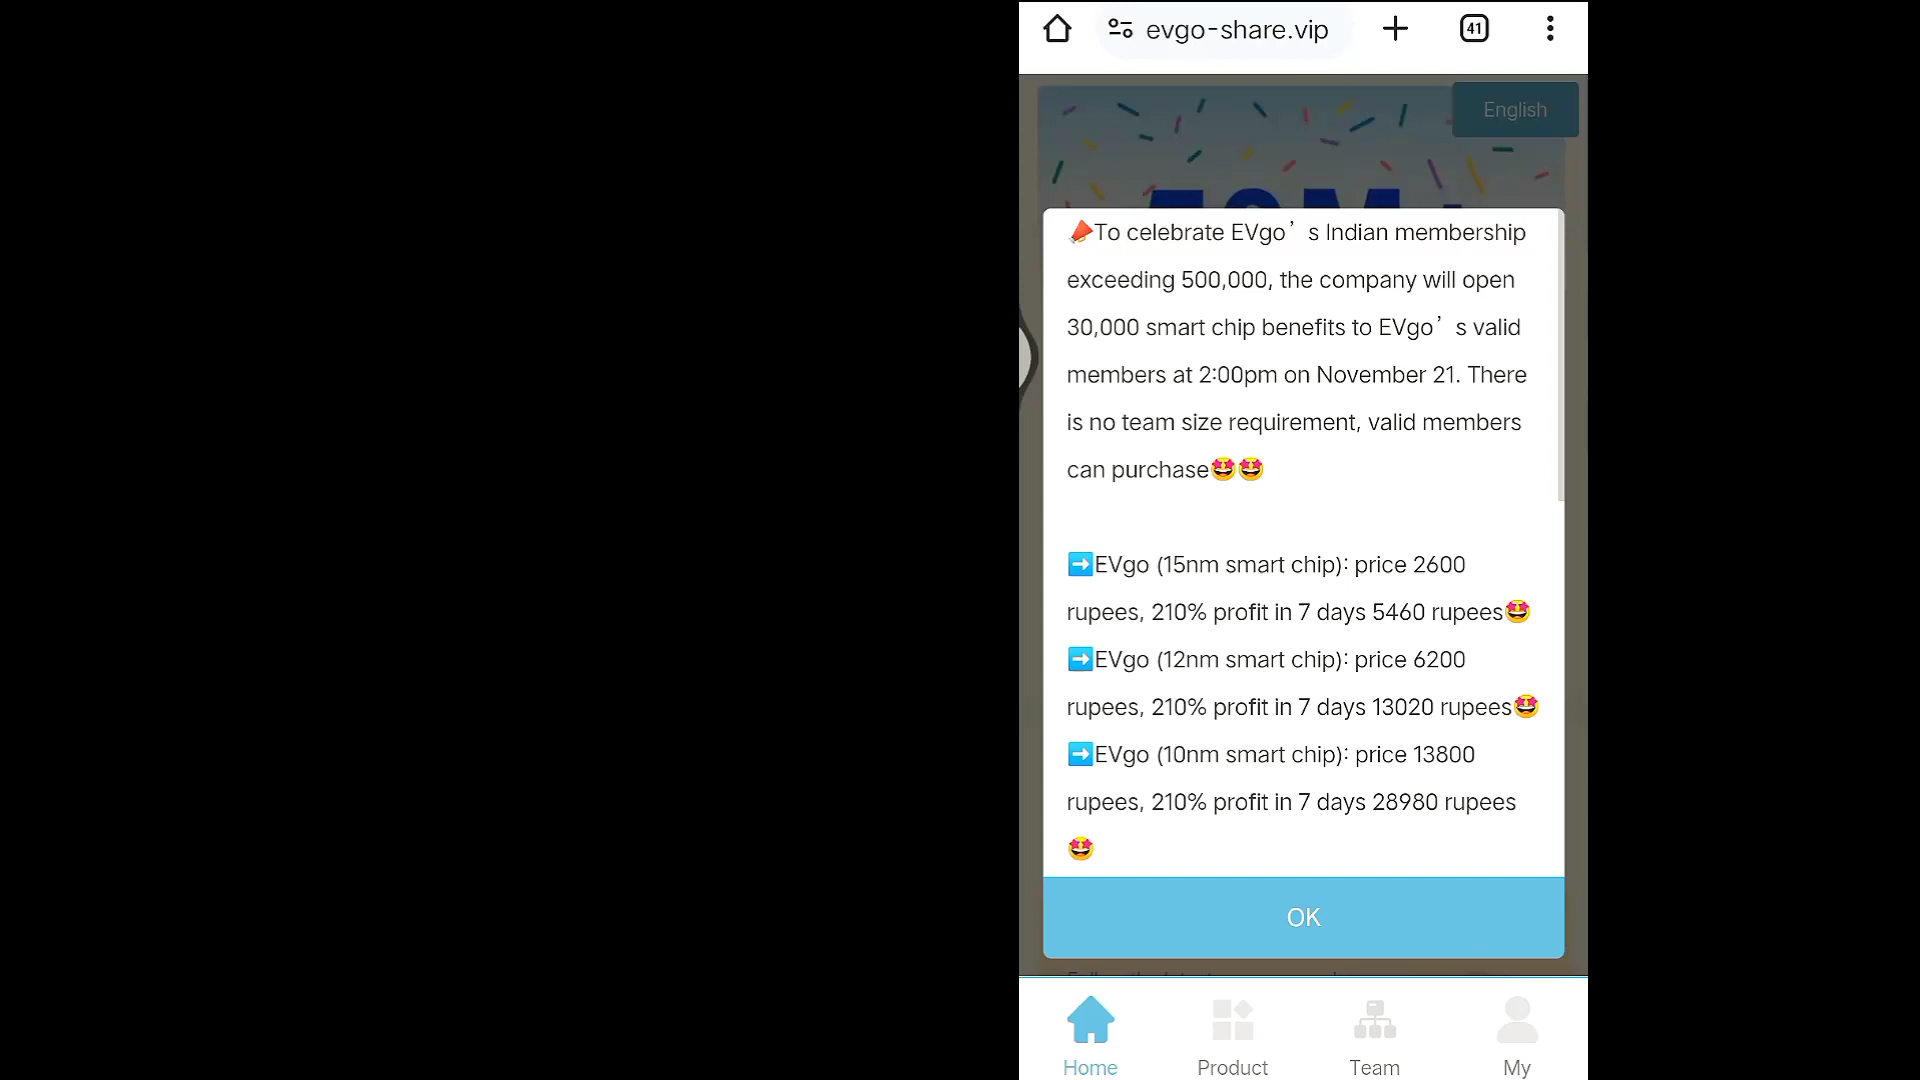 evgo-share.vip
41
English
📣To celebrate EVgo’s Indian membership
exceeding 500,000, the company will open
30,000 smart chip benefits to EVgo’s valid
members at 2:00pm on November 21. There
is no team size requirement, valid members
can purchase🤩🤩
➡️EVgo (15nm smart chip): price 2600
rupees, 210% profit in 7 days 5460 rupees🤩
➡️EVgo (12nm smart chip): price 6200
rupees, 210% profit in 7 days 13020 rupees🤩
➡️EVgo (10nm smart chip): price 13800
rupees, 210% profit in 7 days 28980 rupees
🤩
OK
Home
Product
Team
My